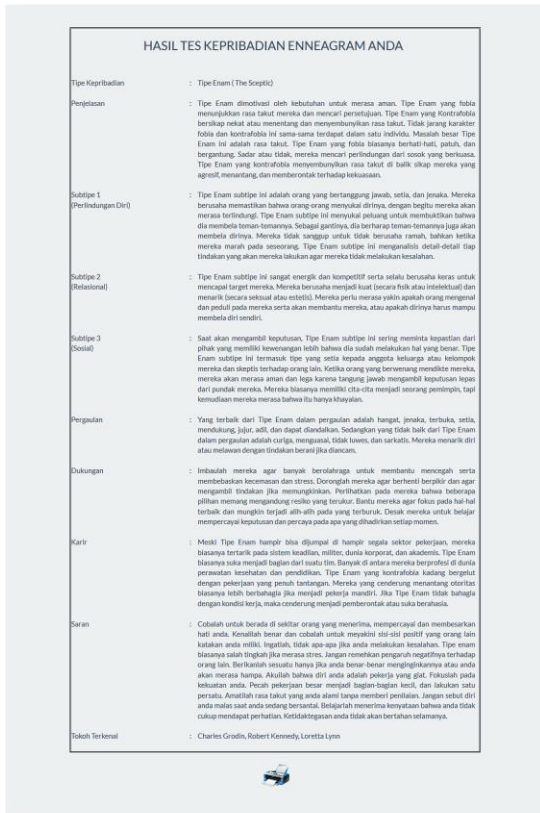 HASIL TES KEPRIBADIAN ENNEAGRAM ANDA
Tipe Kepribadian : Tipe Enam ( The Sceptic)
Penjelasan : Tipe Enam dimotivasi oleh kebutuhan untuk merasa aman. Tipe Enam yang fobia
menunjukkan rasa takut mereka dan mencari persetujuan. Tipe Enam yang Kontrafobia
bersikap nekat atau menentang dan menyembunyikan rasa takut. Tidak jarang karakter
fobia dan kontrafobia ini sama-sama terdapat dalam satu individu. Masalah besar Tipe
Enam ini adalah rasa takut. Tipe Enam yang fobia biasanya berhati-hati, patuh, dan
bergantung. Sadar atau tidak, mereka mencari perlindungan dari sosok yang berkuasa.
Tipe Enam yang kontrafobia menyembunyikan rasa takut di balik sikap mereka yang
agresif, menantang, dan memberontak terhadap kekuasaan.
Subtipe 1 : Tipe Enam subtipe ini adalah orang yang bertanggung jawab, setia, dan jenaka. Mereka
(Perlindungan Diri) berusaha memastikan bahwa orang-orang menyukai dirinya, dengan begitu mereka akan
merasa terlindungi. Tipe Enam subtipe ini menyukai peluang untuk membuktikan bahwa
dia membela teman-temannya. Sebagai gantinya, dia berharap teman-temannya juga akan
membela dirinya. Mereka tidak sanggup untuk tidak berusaha ramah, bahkan ketika
mereka marah pada seseorang. Tipe Enam subtipe ini menganalisis detail-detail tiap
tindakan yang akan mereka lakukan agar mereka tidak melakukan kesalahan.
Subtipe 2 : Tipe Enam subtipe ini sangat energik dan kompetitif serta selalu berusaha keras untuk
(Relasional) mencapai target mereka. Mereka berusaha menjadi kuat (secara fisik atau intelektual) dan
menarik (secara seksual atau estetis). Mereka perlu merasa yakin apakah orang mengenal
dan peduli pada mereka serta akan membantu mereka, atau apakah dirinya harus mampu
membela diri sendiri.
Subtipe 3 : Saat akan mengambil keputusan, Tipe Enam subtipe ini sering meminta kepastian dari
(Sosial) pihak yang memiliki kewenangan lebih bahwa dia sudah melakukan hal yang benar. Tipe
Enam subtipe ini termasuk tipe yang setia kepada anggota keluarga atau kelompok
mereka dan skeptis terhadap orang lain. Ketika orang yang berwenang mendikte mereka,
mereka akan merasa aman dan lega karena tangung jawab mengambil keputusan lepas
dari pundak mereka. Mereka biasanya memiliki cita-cita menjadi seorang pemimpin, tapi
kemudiaan mereka merasa bahwa itu hanya khayalan.
Pergaulan : Yang terbaik dari Tipe Enam dalam pergaulan adalah hangat, jenaka, terbuka, setia,
mendukung, jujur, adil, dan dapat diandalkan. Sedangkan yang tidak baik dari Tipe Enam
dalam pergaulan adalah curiga, menguasai, tidak luwes, dan sarkatis. Mereka menarik diri
atau melawan dengan tindakan berani jika diancam.
Dukungan : Imbaulah mereka agar banyak berolahraga untuk membantu mencegah serta
membebaskan kecemasan dan stress. Doronglah mereka agar berhenti berpikir dan agar
mengambil tindakan jika memungkinkan. Perlihatkan pada mereka bahwa beberapa
pilihan memang mengandung resiko yang terukur. Bantu mereka agar fokus pada hal-hal
terbaik dan mungkin terjadi alih-alih pada yang terburuk. Desak mereka untuk belajar
mempercayai keputusan dan percaya pada apa yang dihadirkan setiap momen.
Karir : Meski Tipe Enam hampir bisa dijumpai di hampir segala sektor pekerjaan, mereka
biasanya tertarik pada sistem keadilan, militer, dunia korporat, dan akademis. Tipe Enam
biasanya suka menjadi bagian dari suatu tim. Banyak di antara mereka berprofesi di dunia
perawatan kesehatan dan pendidikan. Tipe Enam yang kontrafobia kadang bergelut
dengan pekerjaan yang penuh tantangan. Mereka yang cenderung menantang otoritas
biasanya lebih berbahagia jika menjadi pekerja mandiri. Jika Tipe Enam tidak bahagia
dengan kondisi kerja, maka cenderung menjadi pemberontak atau suka berahasia.
Saran : Cobalah untuk berada di sekitar orang yang menerima, mempercayai dan membesarkan
hati anda. Kenalilah benar dan cobalah untuk meyakini sisi-sisi positif yang orang lain
katakan anda miliki. Ingatlah, tidak apa-apa jika anda melakukan kesalahan. Tipe enam
biasanya salah tingkah jika merasa stres. Jangan remehkan pengaruh negatifnya terhadap
orang lain. Berikanlah sesuatu hanya jika anda benar-benar menginginkannya atau anda
akan merasa hampa. Akuilah bahwa diri anda adalah pekerja yang giat. Fokuslah pada
kekuatan anda. Pecah pekerjaan besar menjadi bagian-bagian kecil, dan lakukan satu
persatu. Amatilah rasa takut yang anda alami tanpa memberi penilaian. Jangan sebut diri
anda malas saat anda sedang bersantai. Belajarlah menerima kenyataan bahwa anda tidak
cukup mendapat perhatian. Ketidaktegasan anda tidak akan bertahan selamanya.
Tokoh Terkenal : Charles Grodin, Robert Kennedy, Loretta Lynn